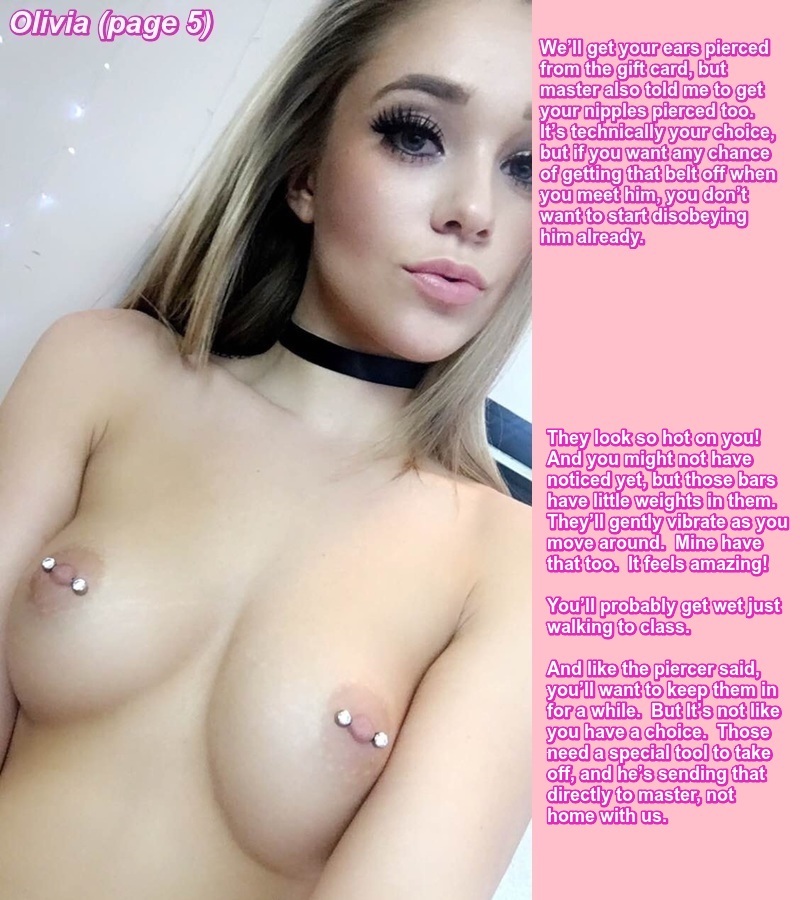 Olivia (page 5)
We'll get your ears pierced
from the gift card, but
master also told me to get
your nipples pierced too.
It's technically your choice,
but if you want any chance
of getting that belt off when
you meet him, you don't
want to start disobeying
him already.
They look so hot on you!
And you might not have
noticed yet, but those bars
have little weights in them.
They'll gently vibrate as you
move around.  Mine have
that too.  It feels amazing!
You'll probably get wet just
walking to class.
And like the piercer said,
you'll want to keep them in
for a while.  But It's not like
you have a choice.  Those
need a special tool to take
off, and he's sending that
directly to master, not
home with us.